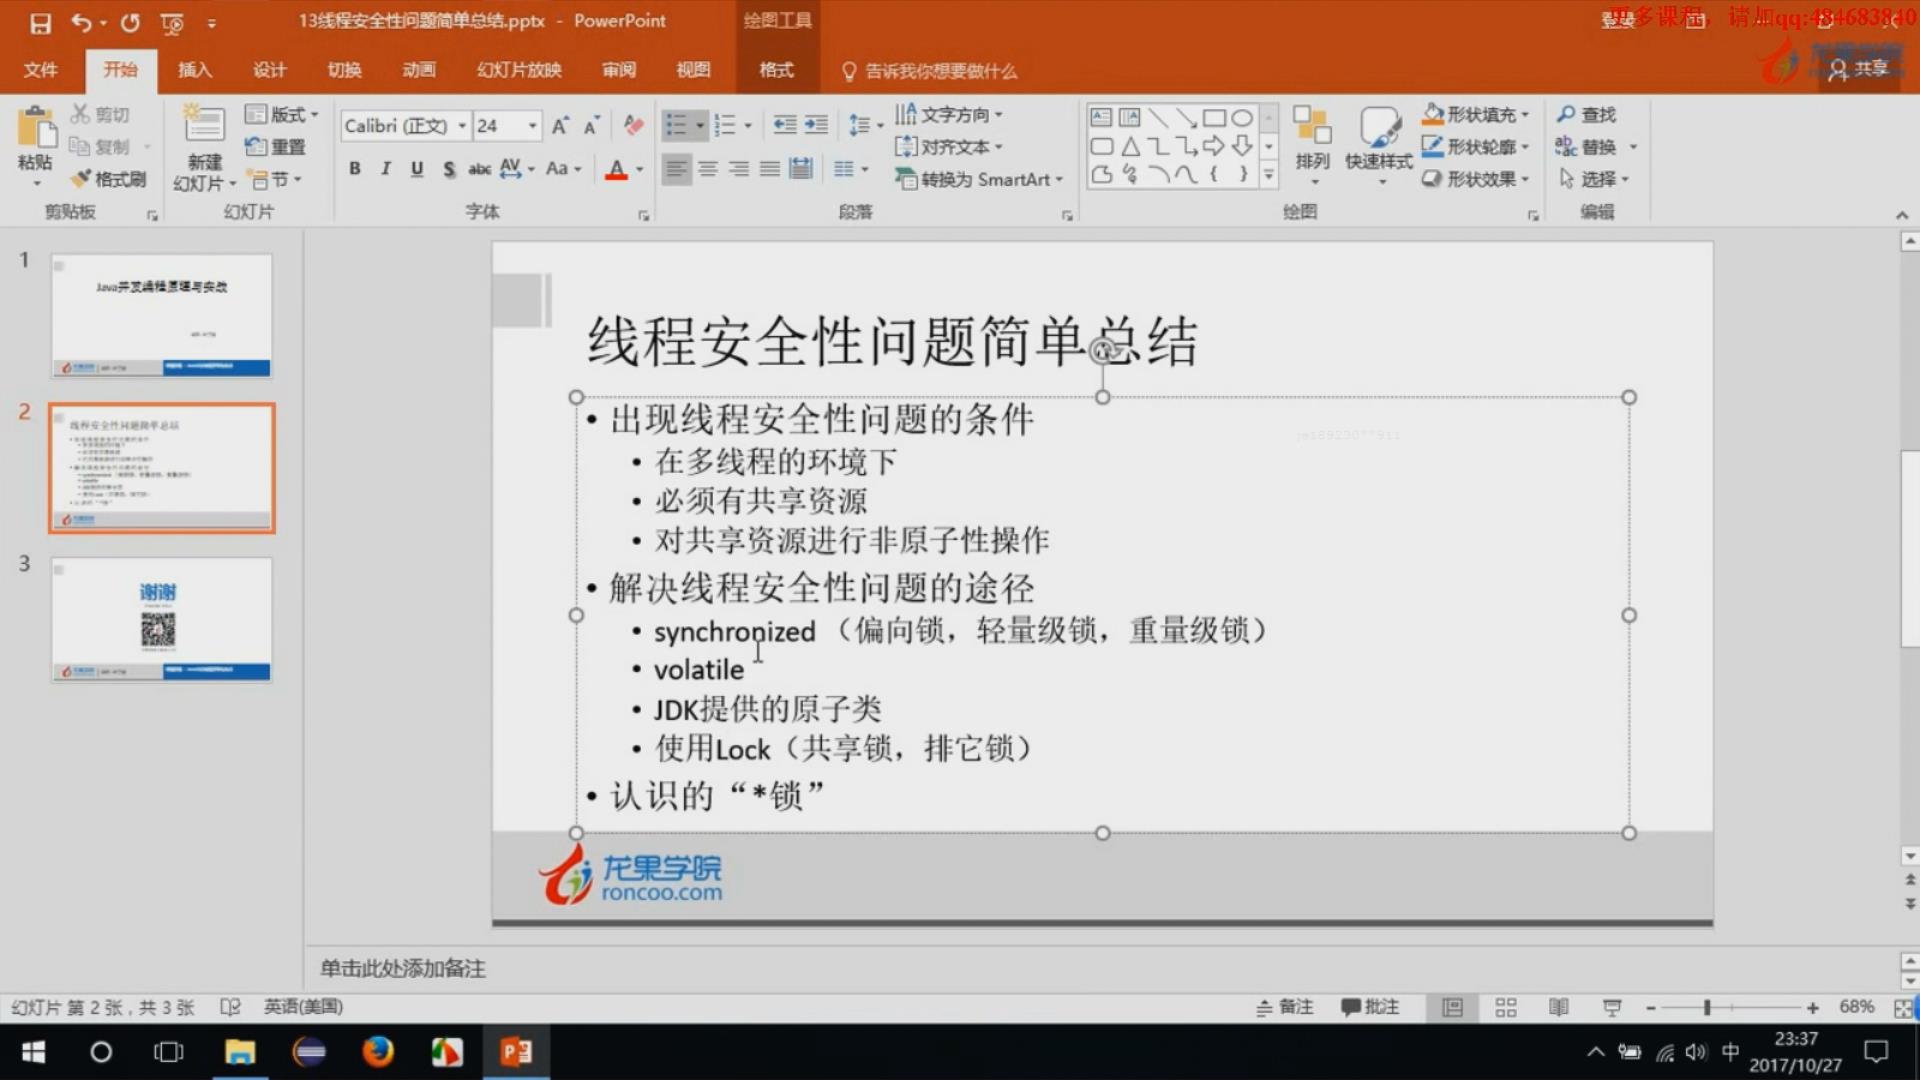 13线程安全性问题简单总结.pptx - PowerPoint
绘图工具
登录
更多课程，请加qq:484683840
文件 开始 插入 设计 切换 动画 幻灯片放映 审阅 视图 格式 告诉我你想要做什么 共享
龙果学院
粘贴
剪切
复制
格式刷
剪贴板
新建
幻灯片
版式
重置
节
幻灯片
Calibri (正文) 24
B I U S abc AV Aa A
字体
文字方向
对齐文本
转换为 SmartArt
段落
排列
快速样式
形状填充
形状轮廓
形状效果
绘图
查找
替换
选择
编辑
1
Java并发编程原理与实战
2
线程安全性问题简单总结
3
谢谢
线程安全性问题简单总结
• 出现线程安全性问题的条件
• 在多线程的环境下
• 必须有共享资源
• 对共享资源进行非原子性操作
• 解决线程安全性问题的途径
• synchronized （偏向锁，轻量级锁，重量级锁）
• volatile
• JDK提供的原子类
• 使用Lock（共享锁，排它锁）
• 认识的“*锁”
龙果学院
roncoo.com
单击此处添加备注
幻灯片 第 2 张，共 3 张 英语(美国)
备注 批注 68%
中
23:37
2017/10/27